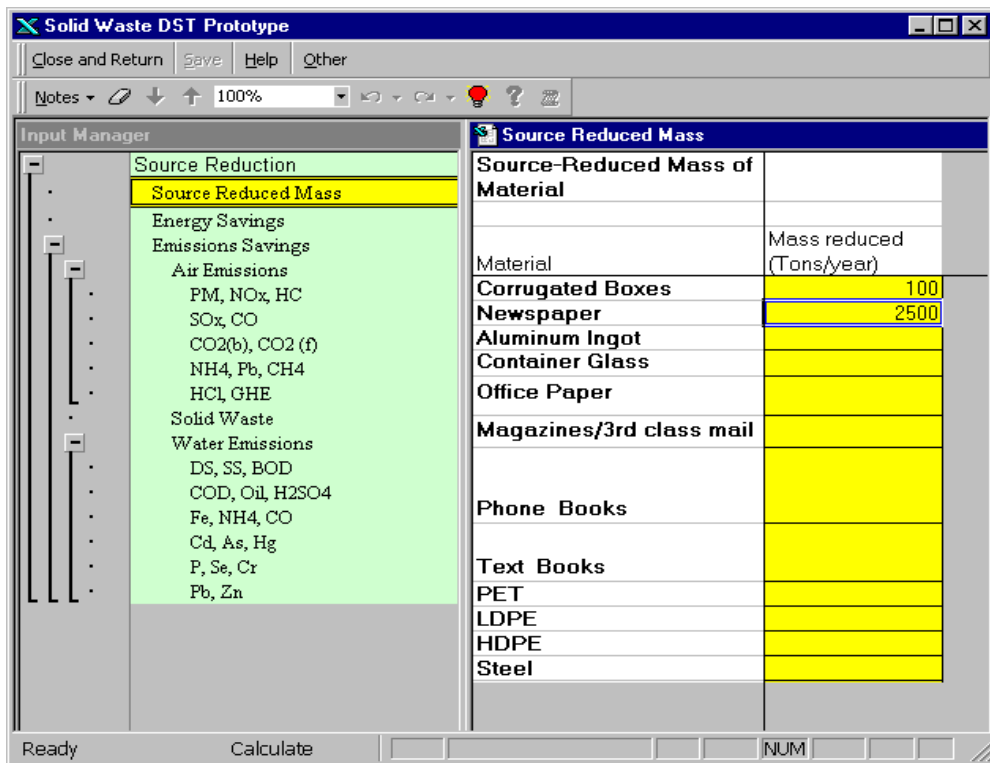 Solid Waste DST Prototype
Close and Return Save Help Other
Notes 100%
Input Manager
Source Reduction
Source Reduced Mass
Energy Savings
Emissions Savings
Air Emissions
PM, NOx, HC
SOx, CO
CO2(b), CO2 (f)
NH4, Pb, CH4
HCl, GHE
Solid Waste
Water Emissions
DS, SS, BOD
COD, Oil, H2SO4
Fe, NH4, CO
Cd, As, Hg
P, Se, Cr
Pb, Zn
Source Reduced Mass
Source-Reduced Mass of
Material
Mass reduced
Material (Tons/year)
Corrugated Boxes 100
Newspaper 2500
Aluminum Ingot
Container Glass
Office Paper
Magazines/3rd class mail
Phone Books
Text Books
PET
LDPE
HDPE
Steel
Ready Calculate NUM